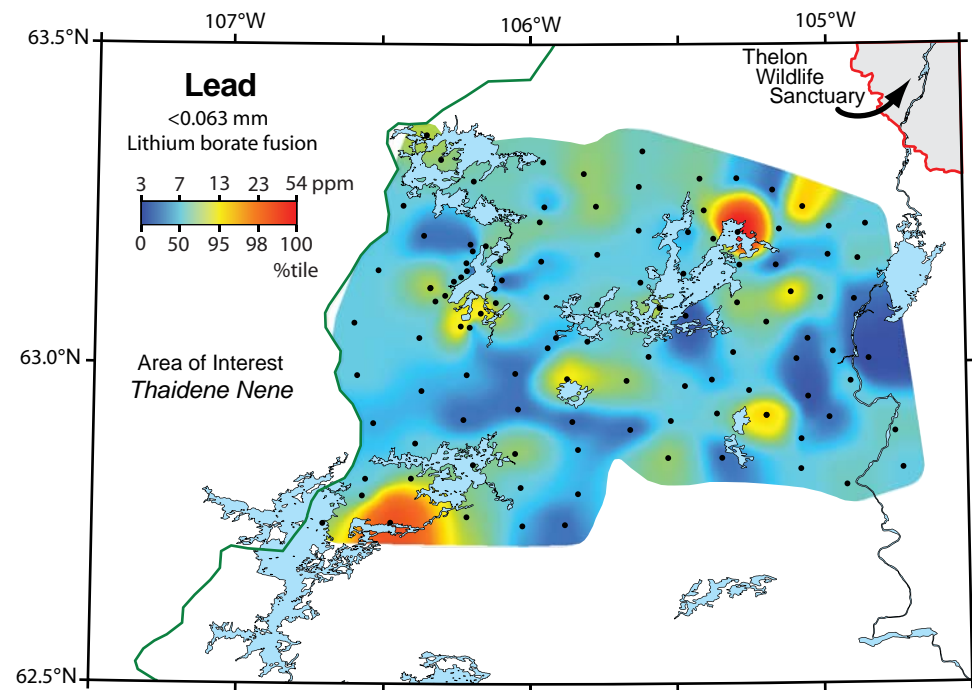 107°W
106°W
105°W
63.5°N
Lead
<0.063 mm
Lithium borate fusion
3 7 13 23 54 ppm
0 50 95 98 100
%tile
Thelon
Wildlife
Sanctuary
63.0°N
Area of Interest
Thaidene Nene
62.5°N